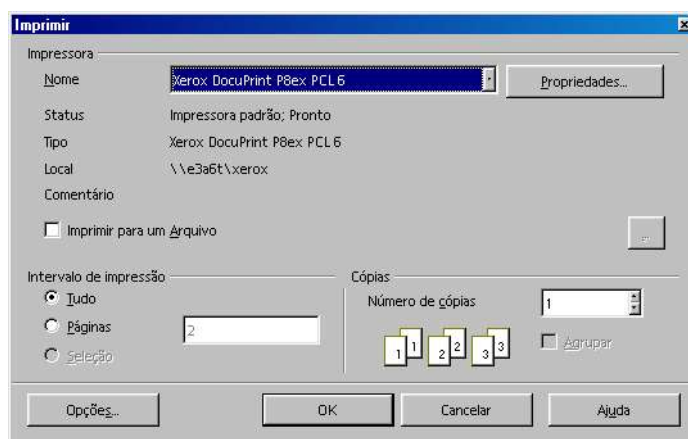 Imprimir
Impressora
Nome Xerox DocuPrint P8ex PCL 6 Propriedades...
Status Impressora padrão; Pronto
Tipo Xerox DocuPrint P8ex PCL 6
Local \\e3a6t\xerox
Comentário
Imprimir para um Arquivo ...
Intervalo de impressão Cópias
Tudo Número de cópias 1
Páginas 2
1 1 2 2 3 3 Agrupar
Seleção
Opções... OK Cancelar Ajuda